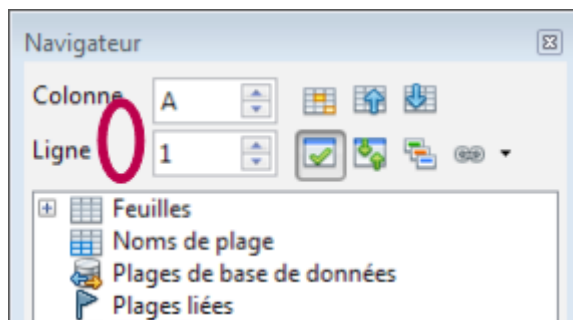 Navigateur
Colonne A
Ligne 1
Feuilles
Noms de plage
Plages de base de données
Plages liées